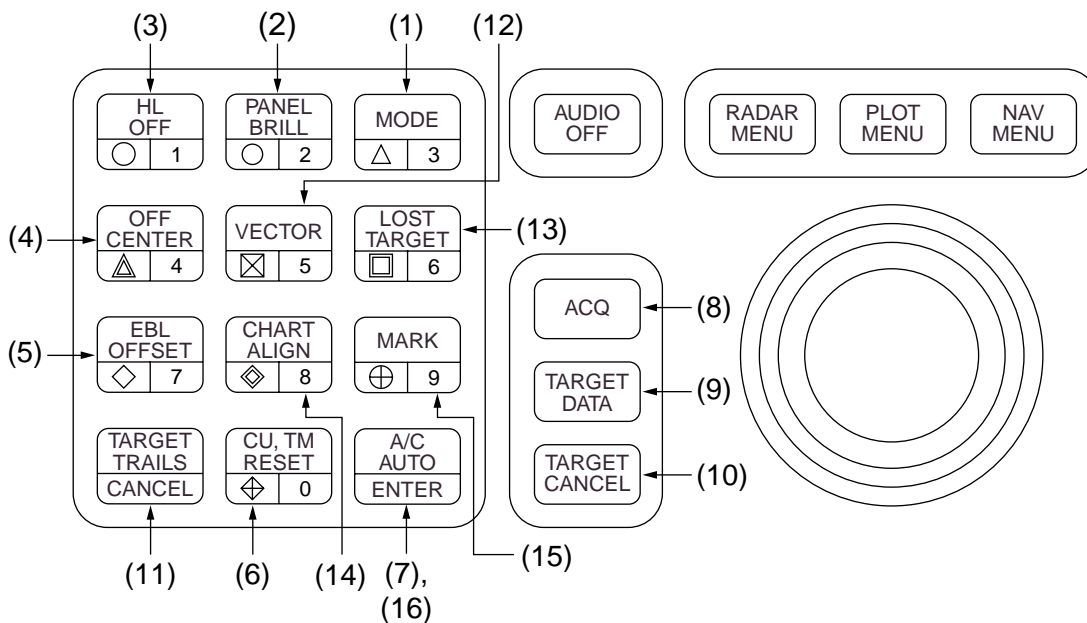 (3) (2) (1) (12)
HL
OFF
1
PANEL
BRILL
2
MODE
3
AUDIO
OFF
RADAR
MENU
PLOT
MENU
NAV
MENU
(4)
OFF
CENTER
4
VECTOR
5
LOST
TARGET
6
(13)
(5)
EBL
OFFSET
7
CHART
ALIGN
8
MARK
9
ACQ
(8)
TARGET
DATA
(9)
TARGET
CANCEL
(10)
TARGET
TRAILS
CANCEL
CU, TM
RESET
0
A/C
AUTO
ENTER
(15)
(11) (6) (14) (7),
(16)